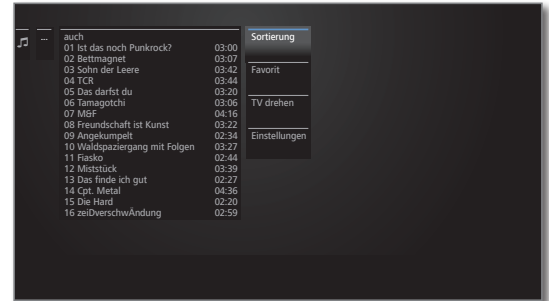 ...
auch
01 Ist das noch Punkrock? 03:00
02 Bettmagnet 03:07
03 Sohn der Leere 03:42
04 TCR 03:44
05 Das darfst du 03:20
06 Tamagotchi 03:06
07 M&F 04:16
08 Freundschaft ist Kunst 03:22
09 Angekumpelt 02:34
10 Waldspaziergang mit Folgen 03:27
11 Fiasko 02:44
12 Miststück 03:39
13 Das finde ich gut 02:27
14 Cpt. Metal 04:36
15 Die Hard 02:20
16 zeiDverschwÄndung 02:59
Sortierung
Favorit
TV drehen
Einstellungen